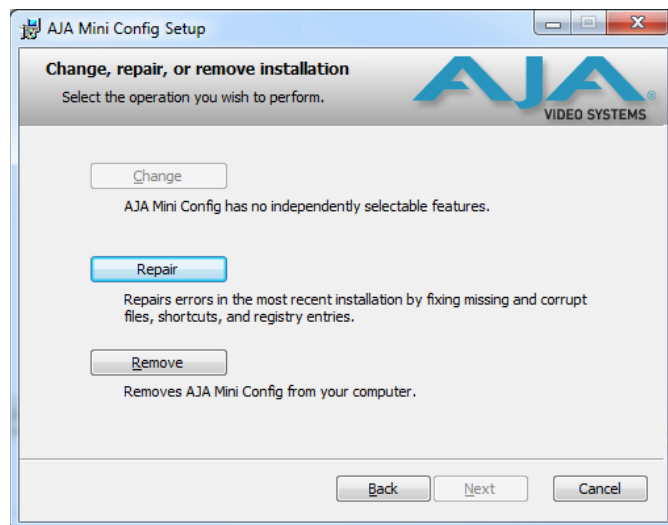 AJA Mini Config Setup
Change, repair, or remove installation
Select the operation you wish to perform.
AJA®
VIDEO SYSTEMS
Change
AJA Mini Config has no independently selectable features.
Repair
Repairs errors in the most recent installation by fixing missing and corrupt
files, shortcuts, and registry entries.
Remove
Removes AJA Mini Config from your computer.
Back
Next
Cancel